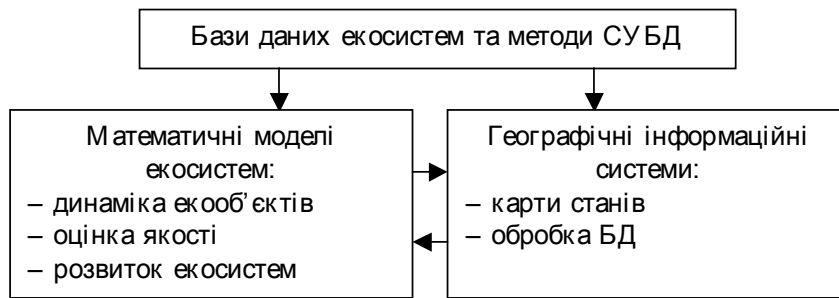 Бази даних екосистем та методи СУБД
Математичні моделі
екосистем:
– динаміка екооб’єктів
– оцінка якості
– розвиток екосистем
Географічні інформаційні
системи:
– карти станів
– обробка БД